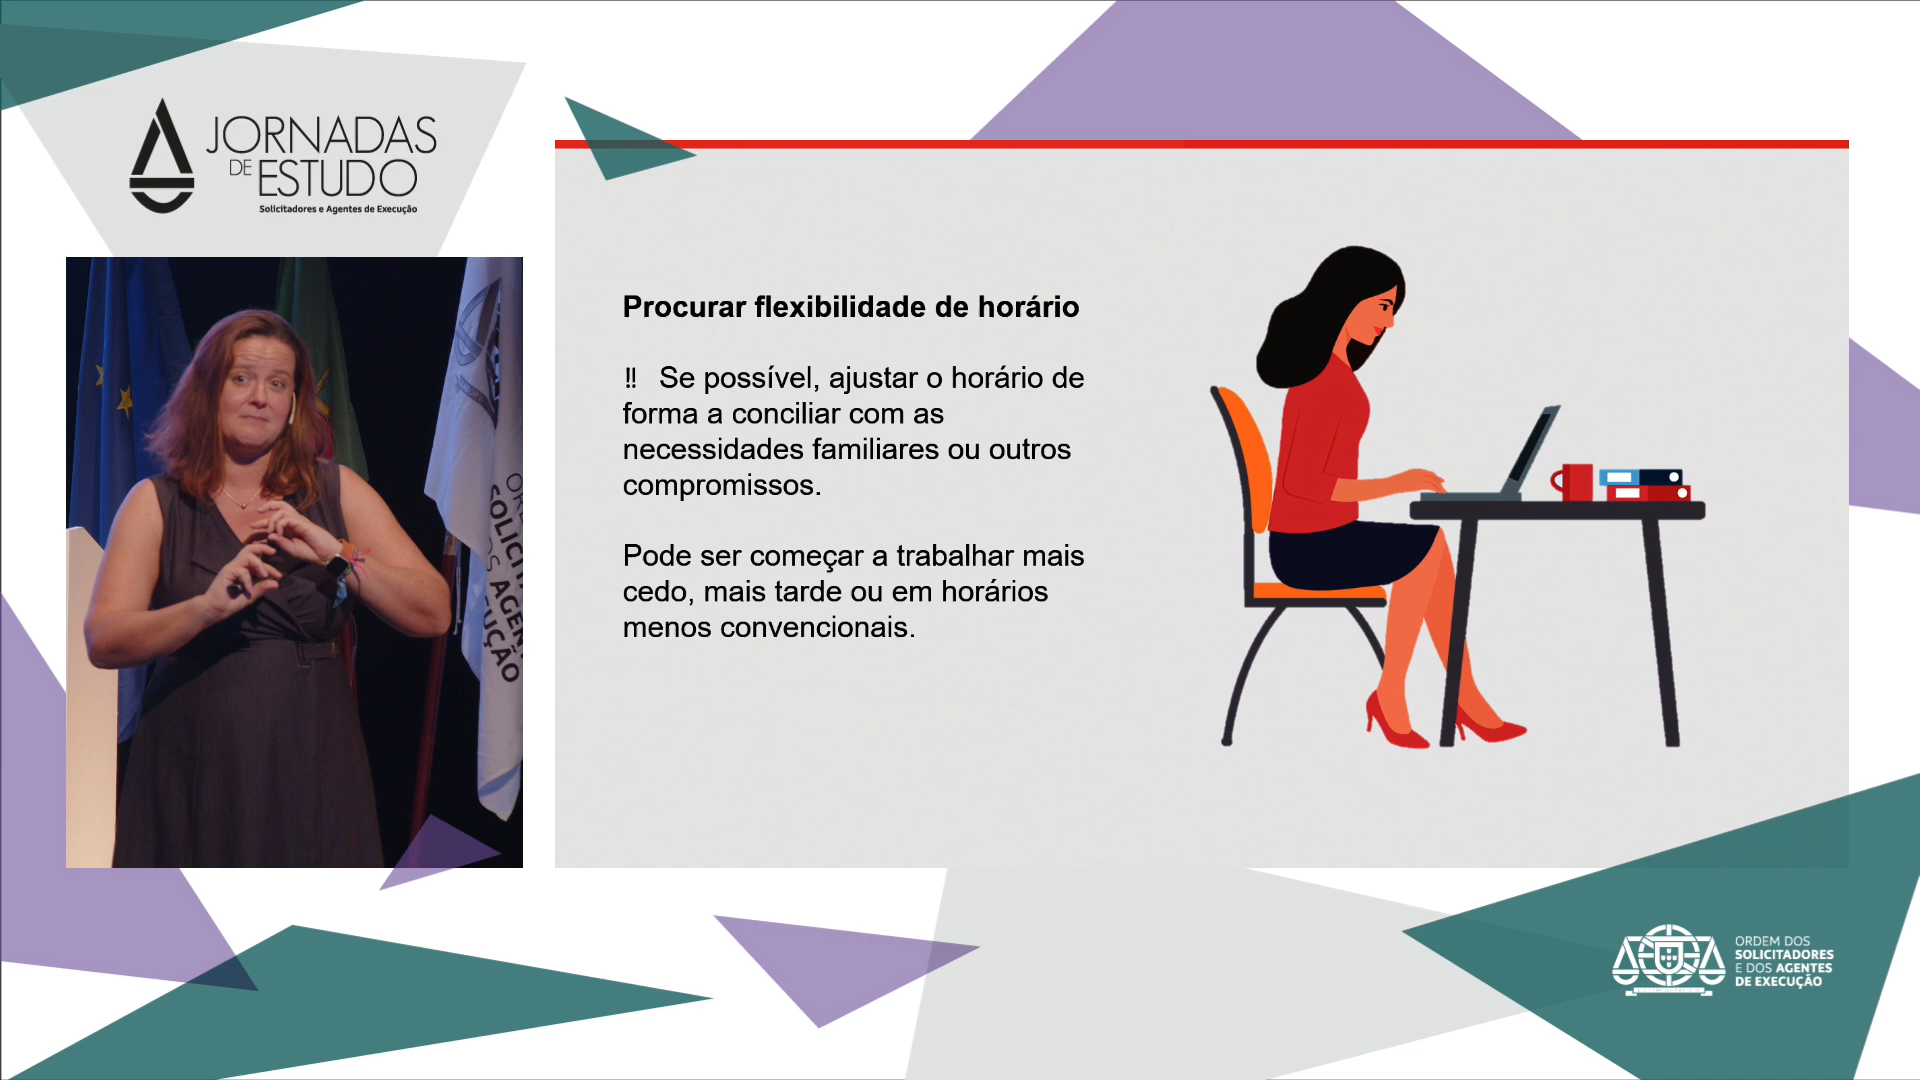 JORNADAS
DE ESTUDO
Solicitadores e Agentes de Execução
Procurar flexibilidade de horário
‼ Se possível, ajustar o horário de
forma a conciliar com as
necessidades familiares ou outros
compromissos.
Pode ser começar a trabalhar mais
cedo, mais tarde ou em horários
menos convencionais.
ORDEM DOS
SOLICITADORES
E DOS AGENTES
DE EXECUÇÃO